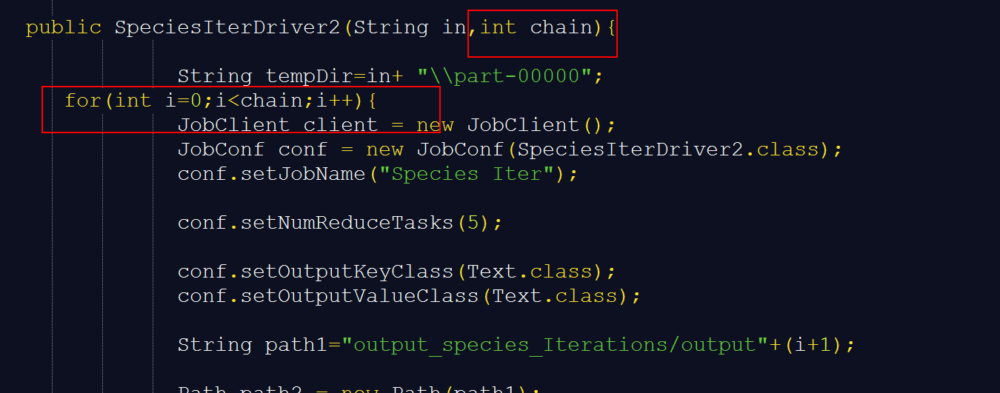 public SpeciesIterDriver2(String in,int chain){
String tempDir=in+ "\\part-00000";
for(int i=0;i<chain;i++){
JobClient client = new JobClient();
JobConf conf = new JobConf(SpeciesIterDriver2.class);
conf.setJobName("Species Iter");
conf.setNumReduceTasks(5);
conf.setOutputKeyClass(Text.class);
conf.setOutputValueClass(Text.class);
String path1="output_species_Iterations/output"+(i+1);
Path path2 = new Path(path1);